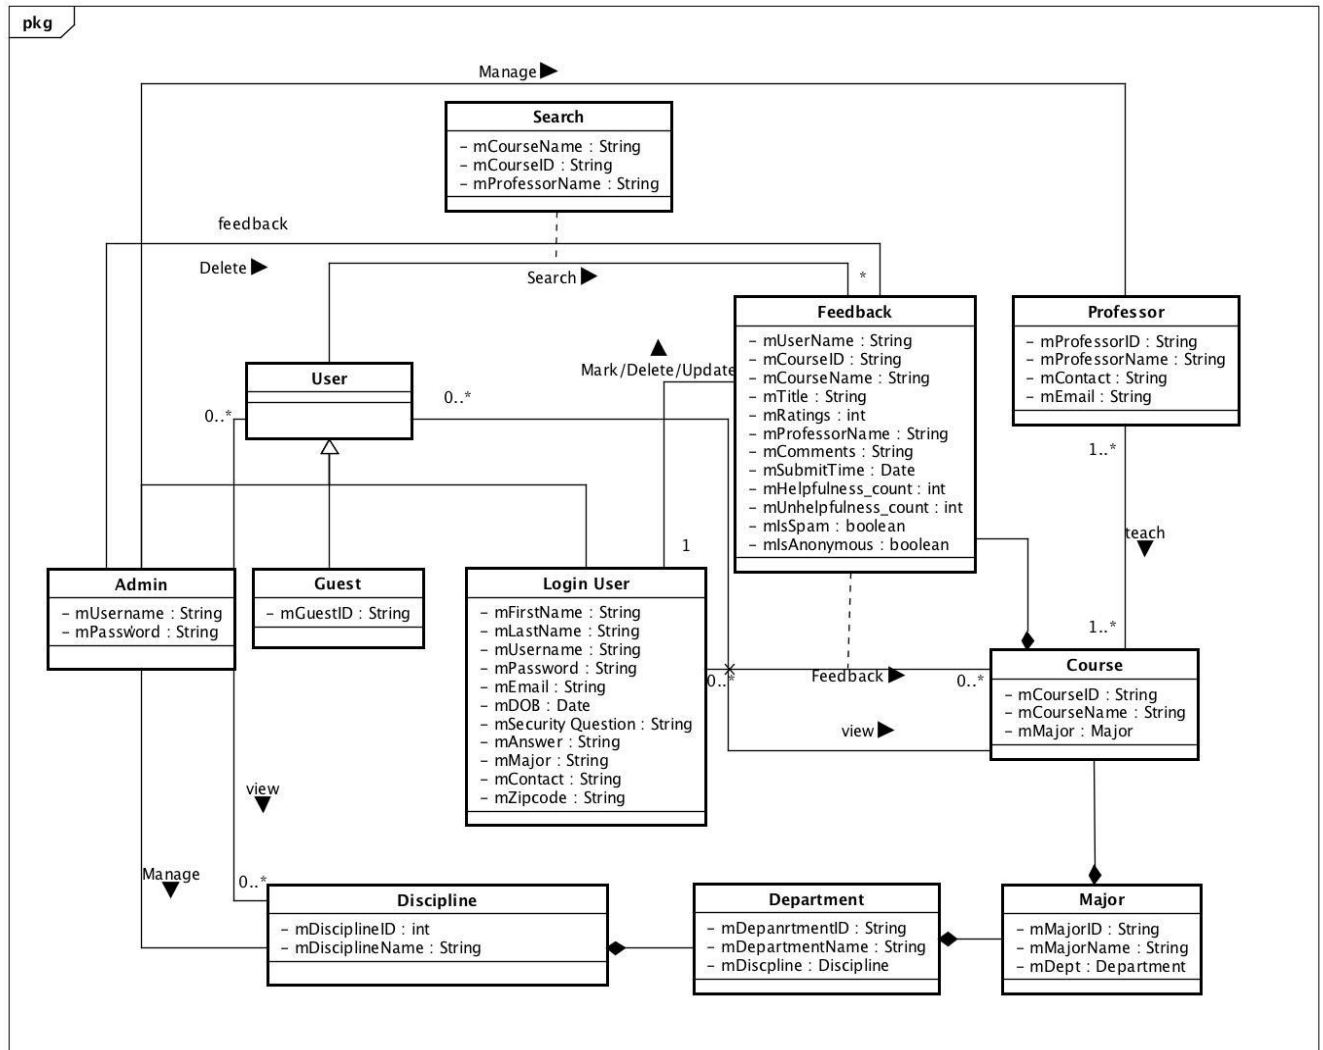 pkg
Manage
Search
– mCourseName : String
– mCourseID : String
– mProfessorName : String
feedback
Delete
Search
*
Feedback
– mUserName : String
– mCourseID : String
– mCourseName : String
– mTitle : String
– mRatings : int
– mProfessorName : String
– mComments : String
– mSubmitTime : Date
– mHelpfulness_count : int
– mUnhelpfulness_count : int
– mIsSpam : boolean
– mIsAnonymous : boolean
Professor
– mProfessorID : String
– mProfessorName : String
– mContact : String
– mEmail : String
User
0..*
0..*
Mark/Delete/Update
1..*
teach
1..*
1
Admin
– mUsername : String
– mPassword : String
Guest
– mGuestID : String
Login User
– mFirstName : String
– mLastName : String
– mUsername : String
– mPassword : String
– mEmail : String
– mDOB : Date
– mSecurity Question : String
– mAnswer : String
– mMajor : String
– mContact : String
– mZipcode : String
0..*
Feedback
0..*
view
Course
– mCourseID : String
– mCourseName : String
– mMajor : Major
view
Manage
0..*
Discipline
– mDisciplineID : int
– mDisciplineName : String
Department
– mDepanrtmentID : String
– mDepartmentName : String
– mDiscpline : Discipline
Major
– mMajorID : String
– mMajorName : String
– mDept : Department